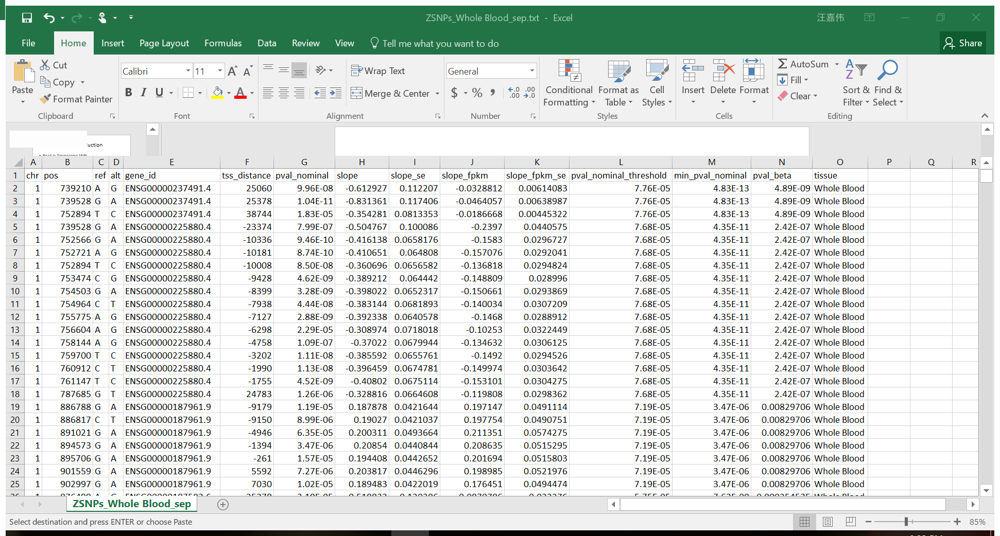 ZSNPs_Whole Blood_sep.txt - Excel
汪嘉伟
File Home Insert Page Layout Formulas Data Review View Tell me what you want to do
Share
Paste
Cut
Copy
Format Painter
Clipboard
Calibri 11
B I U
Font
Wrap Text
Merge & Center
Alignment
General
$ % ,
Number
Conditional Formatting
Format as Table
Cell Styles
Styles
Insert Delete Format
Cells
AutoSum
Fill
Clear
Sort & Filter
Find & Select
Editing
uction
Read in Zimmerome SNPs
A B C D E F G H I J K L M N O P Q R
1 chr pos ref alt gene_id tss_distance pval_nominal slope slope_se slope_fpkm slope_fpkm_se pval_nominal_threshold min_pval_nominal pval_beta tissue
2 1 739210 A G ENSG00000237491.4 25060 9.96E-08 -0.612927 0.112207 -0.0328812 0.00614083 7.76E-05 4.83E-13 4.89E-09 Whole Blood
3 1 739528 G A ENSG00000237491.4 25378 1.04E-11 -0.831361 0.117406 -0.0464057 0.00638987 7.76E-05 4.83E-13 4.89E-09 Whole Blood
4 1 752894 T C ENSG00000237491.4 38744 1.83E-05 -0.354281 0.0813353 -0.0186668 0.00445322 7.76E-05 4.83E-13 4.89E-09 Whole Blood
5 1 739528 G A ENSG00000225880.4 -23374 7.99E-07 -0.504767 0.100086 -0.2397 0.0440575 7.68E-05 4.35E-11 2.42E-07 Whole Blood
6 1 752566 G A ENSG00000225880.4 -10336 9.46E-10 -0.416138 0.0658176 -0.1583 0.0296727 7.68E-05 4.35E-11 2.42E-07 Whole Blood
7 1 752721 A G ENSG00000225880.4 -10181 8.74E-10 -0.410651 0.064808 -0.157076 0.0292041 7.68E-05 4.35E-11 2.42E-07 Whole Blood
8 1 752894 T C ENSG00000225880.4 -10008 8.50E-08 -0.360696 0.0656582 -0.136818 0.0294824 7.68E-05 4.35E-11 2.42E-07 Whole Blood
9 1 753474 C G ENSG00000225880.4 -9428 4.62E-09 -0.389212 0.064442 -0.148809 0.028996 7.68E-05 4.35E-11 2.42E-07 Whole Blood
10 1 754503 G A ENSG00000225880.4 -8399 3.28E-09 -0.398022 0.0652317 -0.150661 0.0293869 7.68E-05 4.35E-11 2.42E-07 Whole Blood
11 1 754964 C T ENSG00000225880.4 -7938 4.44E-08 -0.383144 0.0681893 -0.140034 0.0307209 7.68E-05 4.35E-11 2.42E-07 Whole Blood
12 1 755775 A G ENSG00000225880.4 -7127 2.88E-09 -0.392338 0.0640578 -0.1468 0.0288912 7.68E-05 4.35E-11 2.42E-07 Whole Blood
13 1 756604 A G ENSG00000225880.4 -6298 2.29E-05 -0.308974 0.0718018 -0.10253 0.0322449 7.68E-05 4.35E-11 2.42E-07 Whole Blood
14 1 758144 A G ENSG00000225880.4 -4758 1.09E-07 -0.37022 0.0679944 -0.134632 0.0306125 7.68E-05 4.35E-11 2.42E-07 Whole Blood
15 1 759700 T C ENSG00000225880.4 -3202 1.11E-08 -0.385592 0.0655761 -0.1492 0.0294526 7.68E-05 4.35E-11 2.42E-07 Whole Blood
16 1 760912 C T ENSG00000225880.4 -1990 1.13E-08 -0.396459 0.0674781 -0.149974 0.0303642 7.68E-05 4.35E-11 2.42E-07 Whole Blood
17 1 761147 T C ENSG00000225880.4 -1755 4.52E-09 -0.40802 0.0675114 -0.153101 0.0304275 7.68E-05 4.35E-11 2.42E-07 Whole Blood
18 1 787685 G T ENSG00000225880.4 24783 1.26E-06 -0.328816 0.0664608 -0.119808 0.0298362 7.68E-05 4.35E-11 2.42E-07 Whole Blood
19 1 886788 G A ENSG00000187961.9 -9179 1.19E-05 0.187878 0.0421644 0.197147 0.0491114 7.19E-05 3.47E-06 0.00829706 Whole Blood
20 1 886817 C T ENSG00000187961.9 -9150 8.99E-06 0.19027 0.0421037 0.197754 0.0490751 7.19E-05 3.47E-06 0.00829706 Whole Blood
21 1 891021 G A ENSG00000187961.9 -4946 6.35E-05 0.200311 0.0493664 0.211351 0.0574275 7.19E-05 3.47E-06 0.00829706 Whole Blood
22 1 894573 G A ENSG00000187961.9 -1394 3.47E-06 0.20854 0.0440844 0.208635 0.0515295 7.19E-05 3.47E-06 0.00829706 Whole Blood
23 1 895706 G A ENSG00000187961.9 -261 1.57E-05 0.194408 0.0442652 0.201694 0.0515803 7.19E-05 3.47E-06 0.00829706 Whole Blood
24 1 901559 G A ENSG00000187961.9 5592 7.27E-06 0.203817 0.0446296 0.198985 0.0521976 7.19E-05 3.47E-06 0.00829706 Whole Blood
25 1 902997 G A ENSG00000187961.9 7030 1.02E-05 0.189483 0.0422019 0.176451 0.0494474 7.19E-05 3.47E-06 0.00829706 Whole Blood
ZSNPs_Whole Blood_sep
Select destination and press ENTER or choose Paste
85%